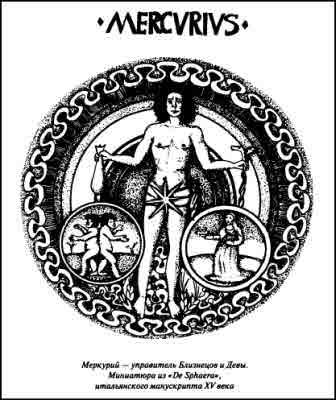 ·MERCVRIVS·
Меркурий — управитель Близнецов и Девы.
Миниатюра из «De Sphaera»,
итальянского манускрипта XV века